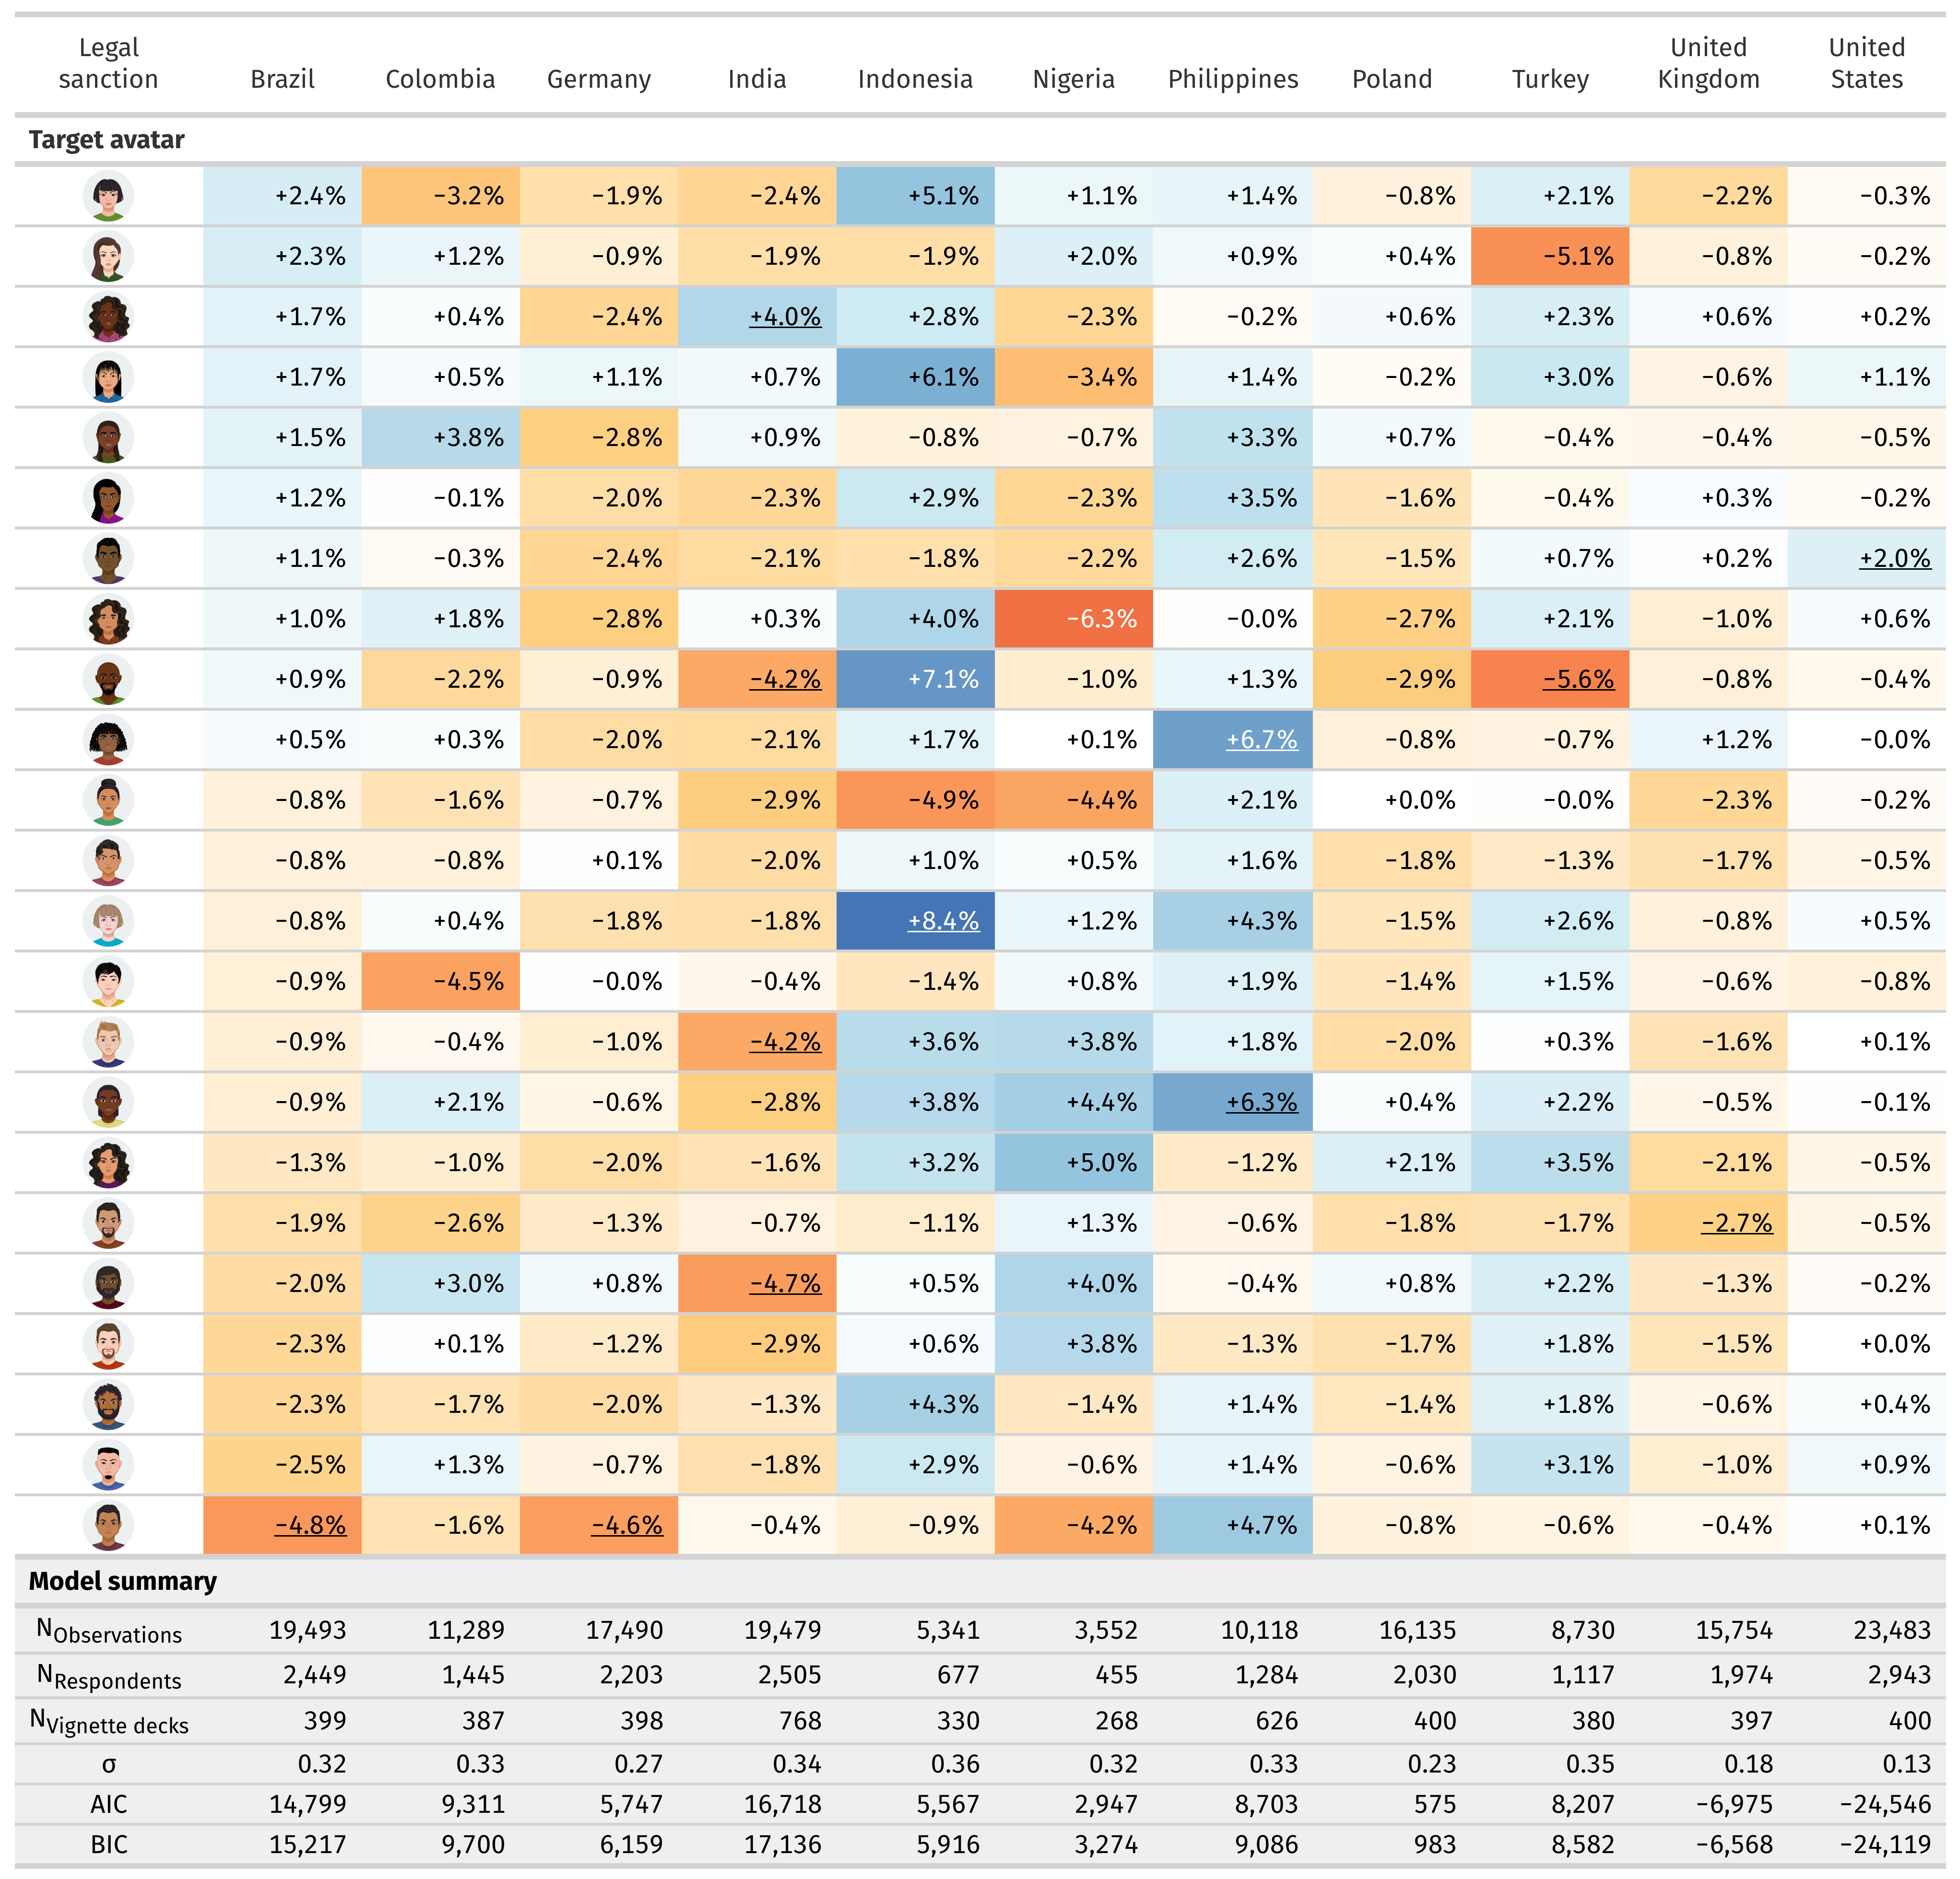 Legal sanction Brazil Colombia Germany India Indonesia Nigeria Philippines Poland Turkey United Kingdom United States
Target avatar
+2.4% −3.2% −1.9% −2.4% +5.1% +1.1% +1.4% −0.8% +2.1% −2.2% −0.3%
+2.3% +1.2% −0.9% −1.9% −1.9% +2.0% +0.9% +0.4% −5.1% −0.8% −0.2%
+1.7% +0.4% −2.4% +4.0% +2.8% −2.3% −0.2% +0.6% +2.3% +0.6% +0.2%
+1.7% +0.5% +1.1% +0.7% +6.1% −3.4% +1.4% −0.2% +3.0% −0.6% +1.1%
+1.5% +3.8% −2.8% +0.9% −0.8% −0.7% +3.3% +0.7% −0.4% −0.4% −0.5%
+1.2% −0.1% −2.0% −2.3% +2.9% −2.3% +3.5% −1.6% −0.4% +0.3% −0.2%
+1.1% −0.3% −2.4% −2.1% −1.8% −2.2% +2.6% −1.5% +0.7% +0.2% +2.0%
+1.0% +1.8% −2.8% +0.3% +4.0% −6.3% −0.0% −2.7% +2.1% −1.0% +0.6%
+0.9% −2.2% −0.9% −4.2% +7.1% −1.0% +1.3% −2.9% −5.6% −0.8% −0.4%
+0.5% +0.3% −2.0% −2.1% +1.7% +0.1% +6.7% −0.8% −0.7% +1.2% −0.0%
−0.8% −1.6% −0.7% −2.9% −4.9% −4.4% +2.1% +0.0% −0.0% −2.3% −0.2%
−0.8% −0.8% +0.1% −2.0% +1.0% +0.5% +1.6% −1.8% −1.3% −1.7% −0.5%
−0.8% +0.4% −1.8% −1.8% +8.4% +1.2% +4.3% −1.5% +2.6% −0.8% +0.5%
−0.9% −4.5% −0.0% −0.4% −1.4% +0.8% +1.9% −1.4% +1.5% −0.6% −0.8%
−0.9% −0.4% −1.0% −4.2% +3.6% +3.8% +1.8% −2.0% +0.3% −1.6% +0.1%
−0.9% +2.1% −0.6% −2.8% +3.8% +4.4% +6.3% +0.4% +2.2% −0.5% −0.1%
−1.3% −1.0% −2.0% −1.6% +3.2% +5.0% −1.2% +2.1% +3.5% −2.1% −0.5%
−1.9% −2.6% −1.3% −0.7% −1.1% +1.3% −0.6% −1.8% −1.7% −2.7% −0.5%
−2.0% +3.0% +0.8% −4.7% +0.5% +4.0% −0.4% +0.8% +2.2% −1.3% −0.2%
−2.3% +0.1% −1.2% −2.9% +0.6% +3.8% −1.3% −1.7% +1.8% −1.5% +0.0%
−2.3% −1.7% −2.0% −1.3% +4.3% −1.4% +1.4% −1.4% +1.8% −0.6% +0.4%
−2.5% +1.3% −0.7% −1.8% +2.9% −0.6% +1.4% −0.6% +3.1% −1.0% +0.9%
−4.8% −1.6% −4.6% −0.4% −0.9% −4.2% +4.7% −0.8% −0.6% −0.4% +0.1%
Model summary
NObservations 19,493 11,289 17,490 19,479 5,341 3,552 10,118 16,135 8,730 15,754 23,483
NRespondents 2,449 1,445 2,203 2,505 677 455 1,284 2,030 1,117 1,974 2,943
NVignette decks 399 387 398 768 330 268 626 400 380 397 400
σ 0.32 0.33 0.27 0.34 0.36 0.32 0.33 0.23 0.35 0.18 0.13
AIC 14,799 9,311 5,747 16,718 5,567 2,947 8,703 575 8,207 −6,975 −24,546
BIC 15,217 9,700 6,159 17,136 5,916 3,274 9,086 983 8,582 −6,568 −24,119